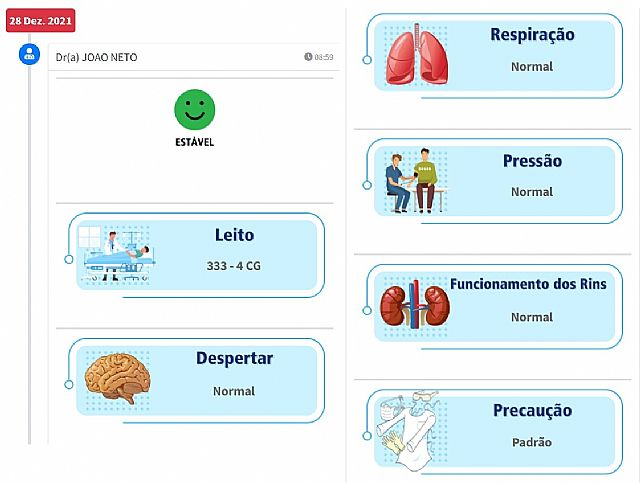 28 Dez. 2021
Dr(a) JOAO NETO
08:59
ESTÁVEL
Leito
333 - 4 CG
Despertar
Normal
Respiração
Normal
Pressão
Normal
Funcionamento dos Rins
Normal
Precaução
Padrão